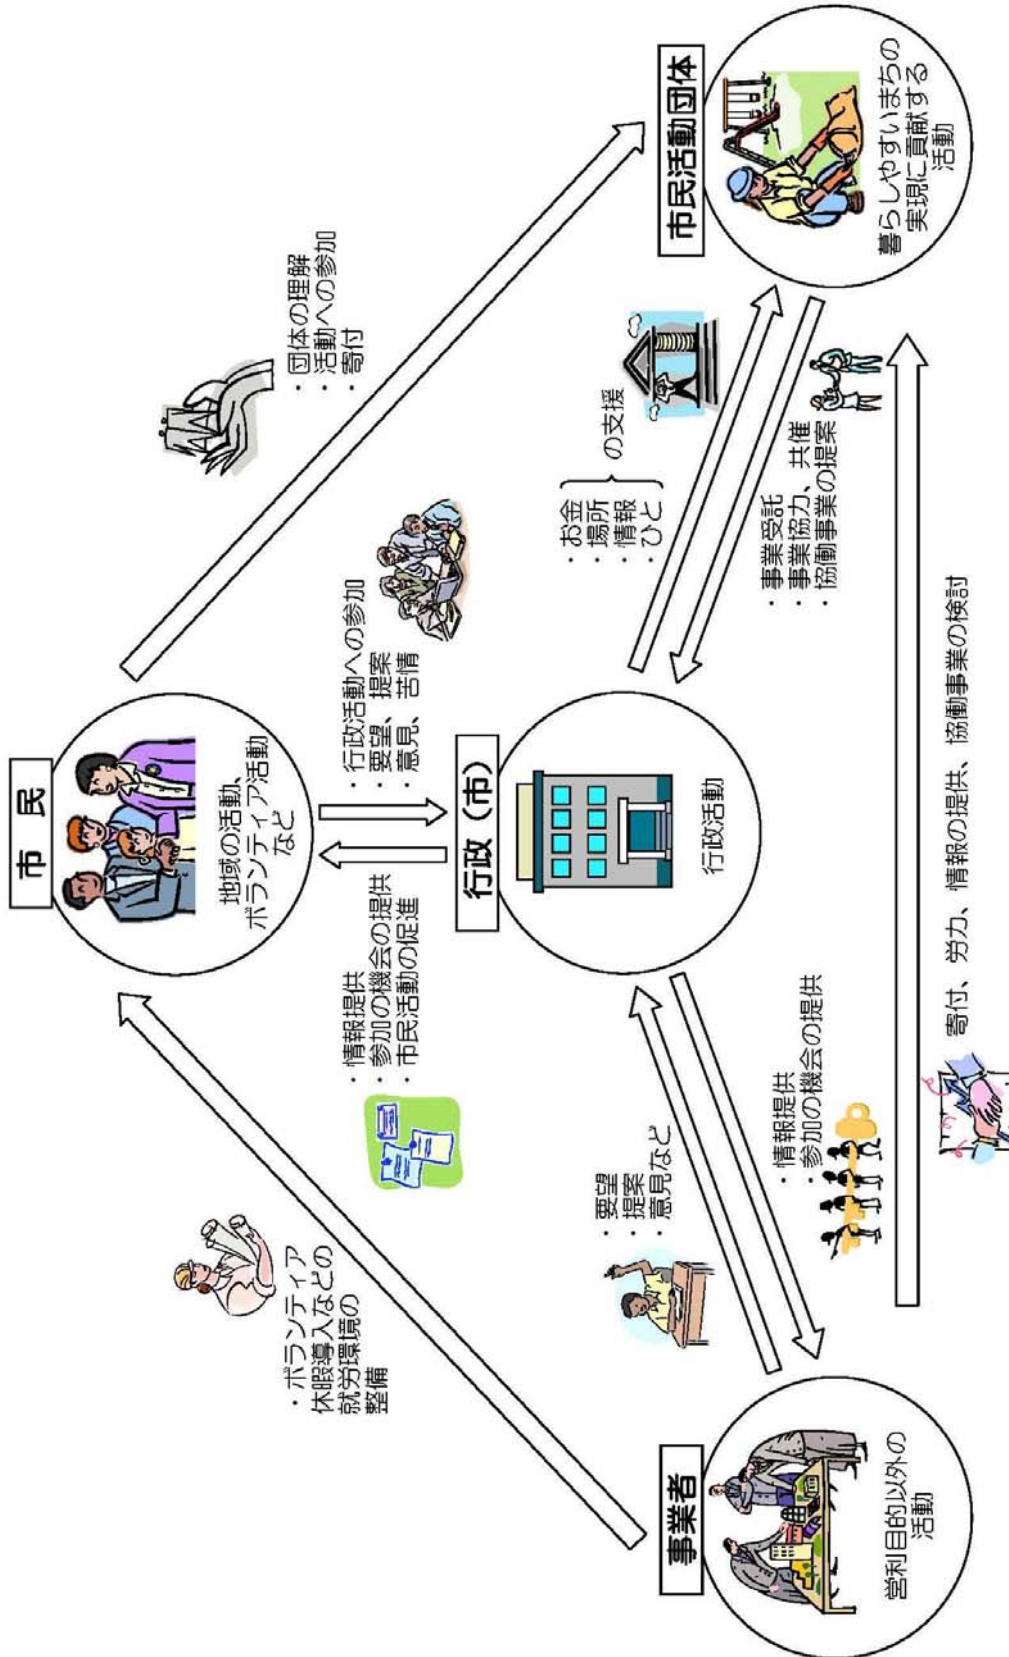 市 民
地域の活動、
ボランティア活動
など
・ボランティア
休暇導入などの
就労環境の
整備
・情報提供
・参加の機会の提供
・市民活動の促進
・行政活動への参加
・要望、提案
・意見、苦情
・団体の理解
・活動への参加
・寄付
行政（市）
行政活動
・要望
・提案
・意見など
・情報提供
・参加の機会の提供
・お金
・場所
・情報
・ひと
の支援
・事業受託
・事業協力、共催
・協働事業の提案
事業者
営利目的以外の
活動
市民活動団体
暮らしやすいまちの
実現に貢献する
活動
寄付、労力、情報の提供、協働事業の検討